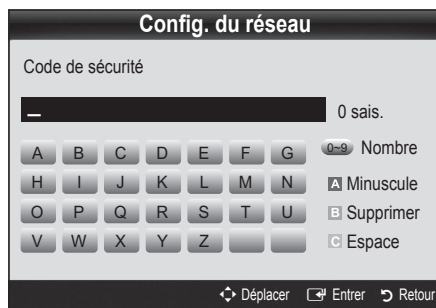 Config. du réseau
Code de sécurité
_ 0 sais.
A B C D E F G 0~9 Nombre
H I J K L M N A Minuscule
O P Q R S T U B Supprimer
V W X Y Z C Espace
Déplacer Entrer Retour